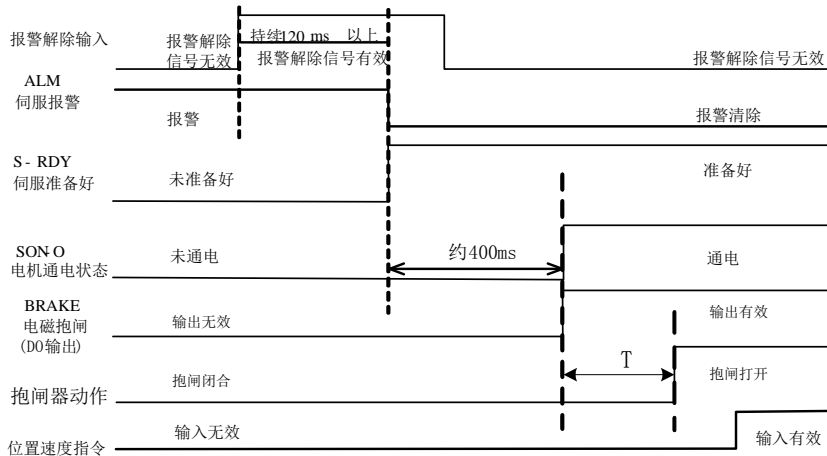 报警解除输入
报警解除
信号无效
持续120 ms 以上
报警解除信号有效
报警解除信号无效
ALM
伺服报警
报警
报警清除
S- RDY
伺服准备好
未准备好
准备好
SON-O
电机通电状态
未通电
约400ms
通电
BRAKE
电磁抱闸
(DO输出)
输出无效
输出有效
T
抱闸器动作
抱闸闭合
抱闸打开
位置速度指令
输入无效
输入有效